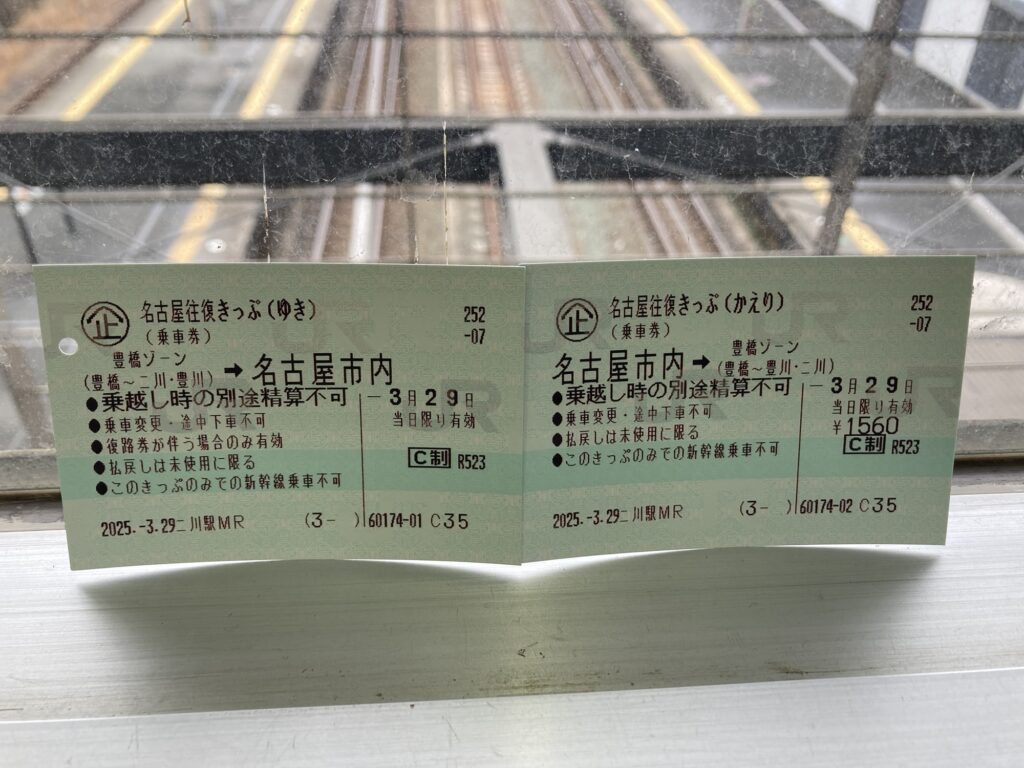 企 名古屋往復きっぷ(ゆき) 252
(乗車券) -07
豊橋ゾーン
(豊橋〜二川・豊川) → 名古屋市内
●乗越し時の別途精算不可 -3月29日
●乗車変更・途中下車不可 当日限り有効
●復路券が伴う場合のみ有効
●払戻しは未使用に限る C制 R523
●このきっぷのみでの新幹線乗車不可
2025.-3.29二川駅MR (3- ) 60174-01 C35
企 名古屋往復きっぷ(かえり) 252
(乗車券) -07
豊橋ゾーン
名古屋市内 → (豊橋〜豊川・二川)
●乗越し時の別途精算不可 -3月29日
●乗車変更・途中下車不可 当日限り有効
●払戻しは未使用に限る ¥1560
●このきっぷのみでの新幹線乗車不可 C制 R523
2025.-3.29二川駅MR (3- ) 60174-02 C35